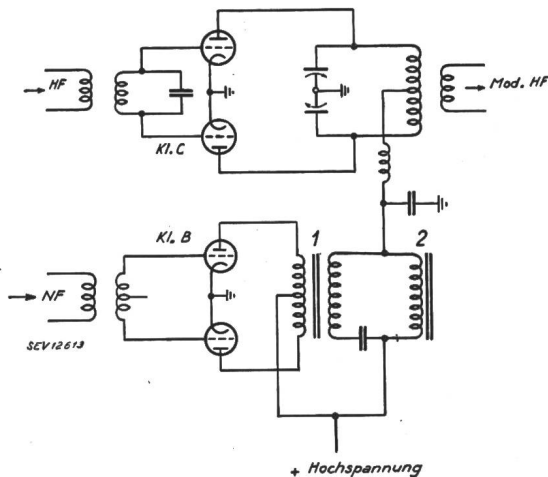 HF
Mod. HF
Kl. C
Kl. B
1
2
NF
SEV12613
+ Hochspannung